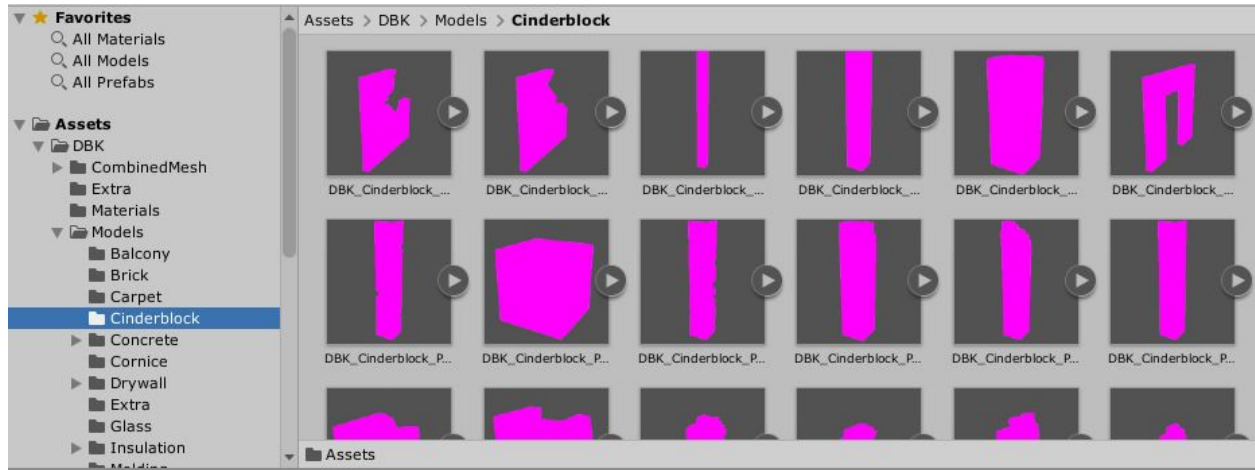 Favorites
All Materials
All Models
All Prefabs
Assets
DBK
CombinedMesh
Extra
Materials
Models
Balcony
Brick
Carpet
Cinderblock
Concrete
Cornice
Drywall
Extra
Glass
Insulation
Assets > DBK > Models > Cinderblock
DBK_Cinderblock_... DBK_Cinderblock_... DBK_Cinderblock_... DBK_Cinderblock_... DBK_Cinderblock_... DBK_Cinderblock_...
DBK_Cinderblock_P... DBK_Cinderblock_P... DBK_Cinderblock_P... DBK_Cinderblock_P... DBK_Cinderblock_P... DBK_Cinderblock_P...
Assets